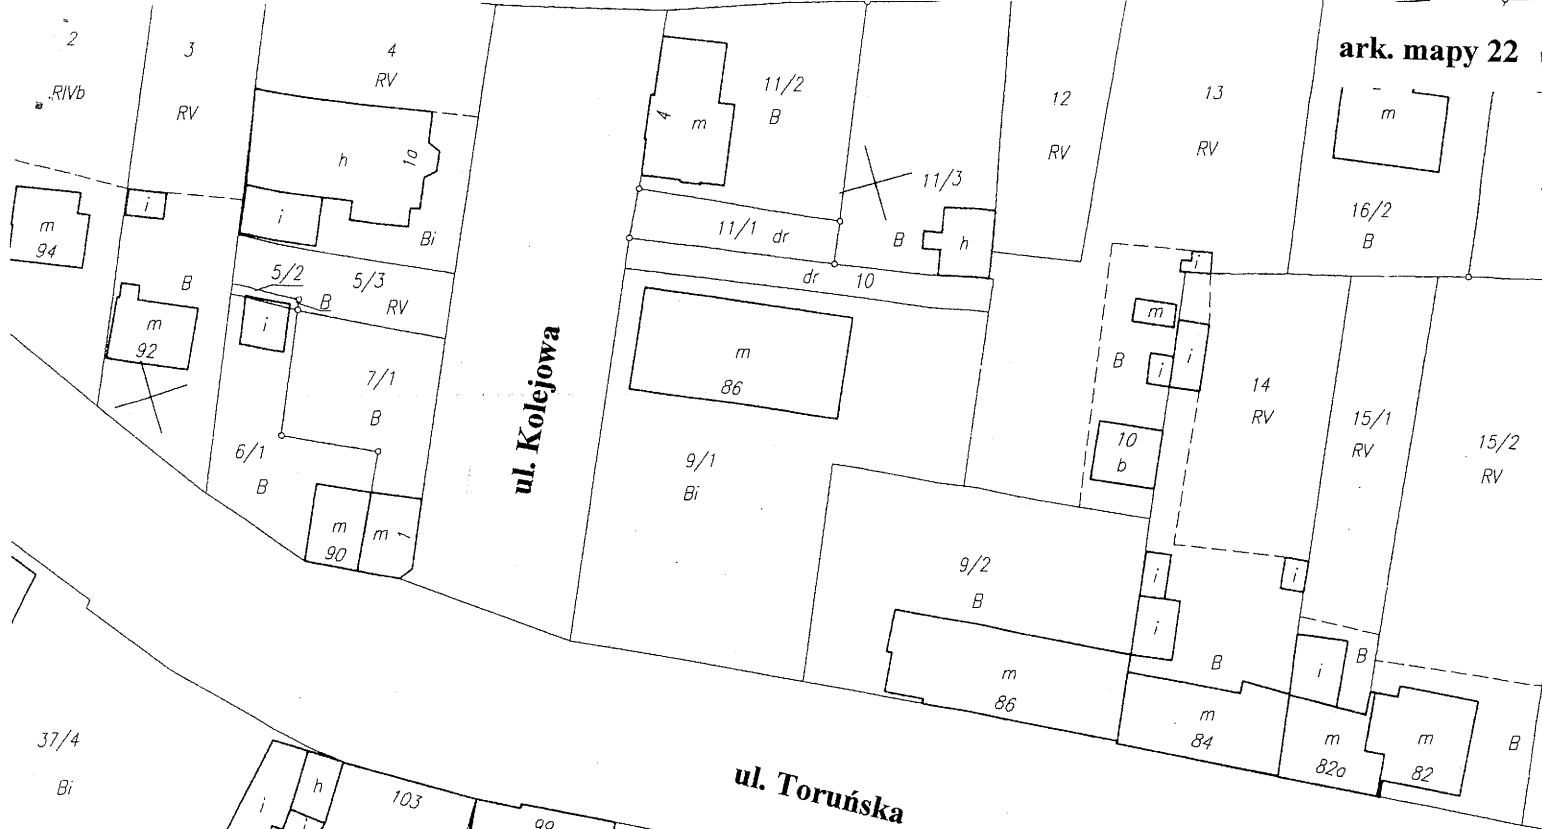 2
RIVb
3
RV
4
RV
ark. mapy 22
11/2
B
4
m
12
RV
13
RV
m
h
1a
i
i
m
94
Bi
11/3
11/1
dr
B
h
16/2
B
5/2
B
5/3
RV
B
dr
10
i
i
m
92
m
86
m
B
i
i
7/1
B
ul. Kolejowa
14
RV
15/1
RV
15/2
RV
6/1
B
9/1
Bi
10
b
m
90
m
1
9/2
B
i
i
i
B
i
B
m
86
m
84
m
82a
m
82
B
37/4
Bi
h
i
i
103
99
ul. Toruńska